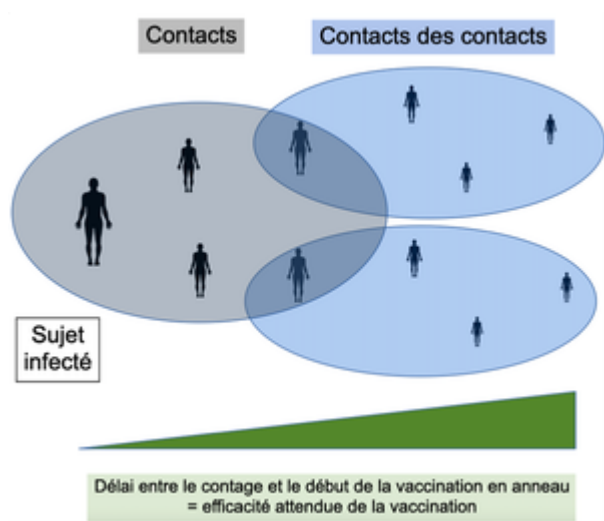 Contacts
Contacts des contacts
Sujet
infecté
Délai entre le contage et le début de la vaccination en anneau
= efficacité attendue de la vaccination